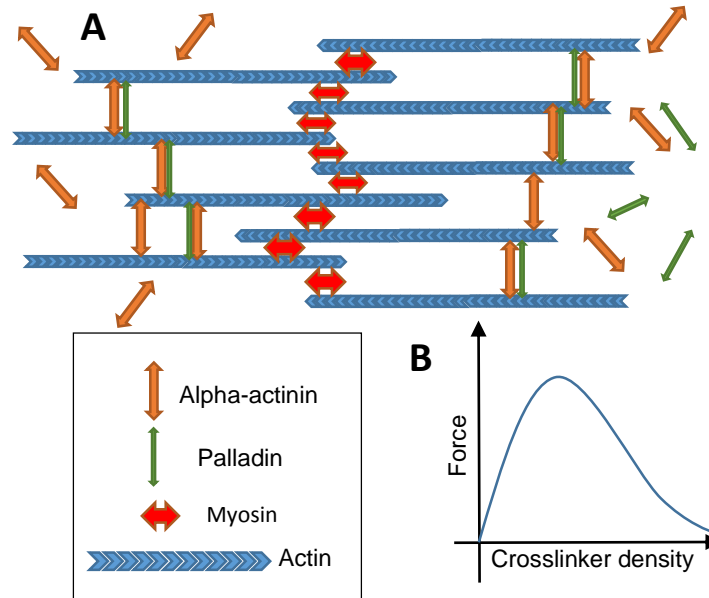 A
Alpha-actinin
Palladin
Myosin
Actin
B
Force
Crosslinker density